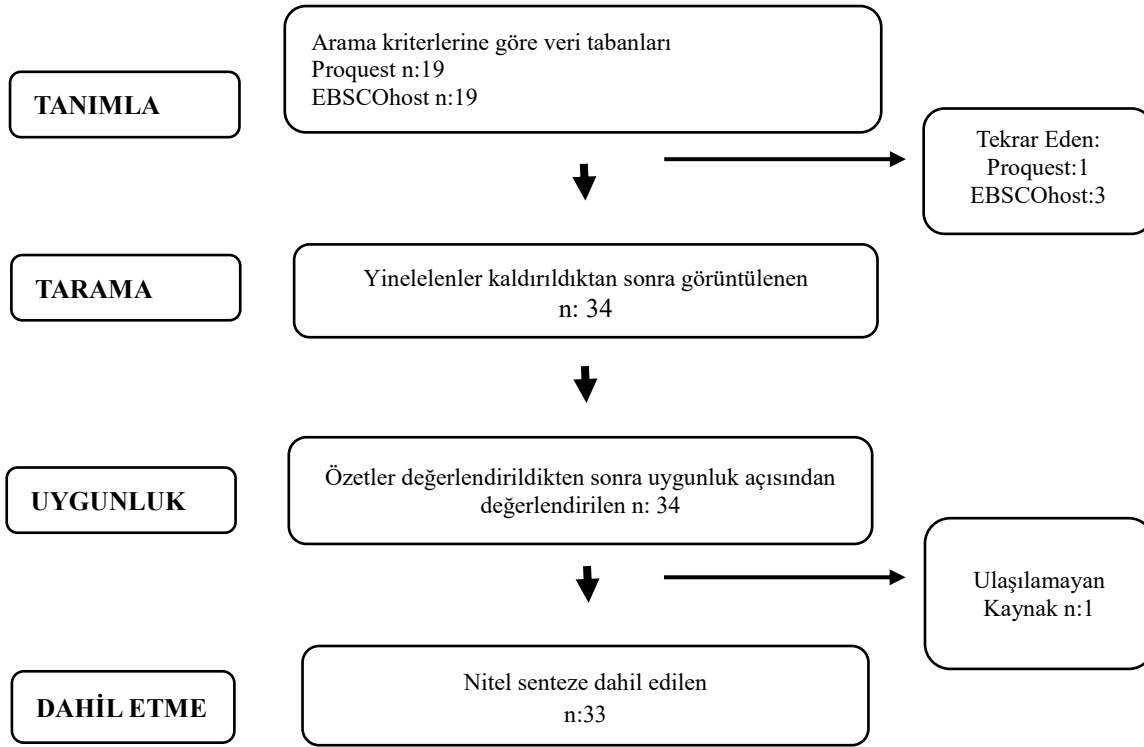 Arama kriterlerine göre veri tabanları
Proquest n:19
EBSCOhost n:19
TANIMLA
Tekrar Eden:
Proquest:1
EBSCOhost:3
TARAMA
Yinelelenler kaldırıldıktan sonra görüntülenen
n: 34
UYGUNLUK
Özetler değerlendirildikten sonra uygunluk açısından
değerlendirilen n: 34
Ulaşılamayan
Kaynak n:1
DAHİL ETME
Nitel senteze dahil edilen
n:33